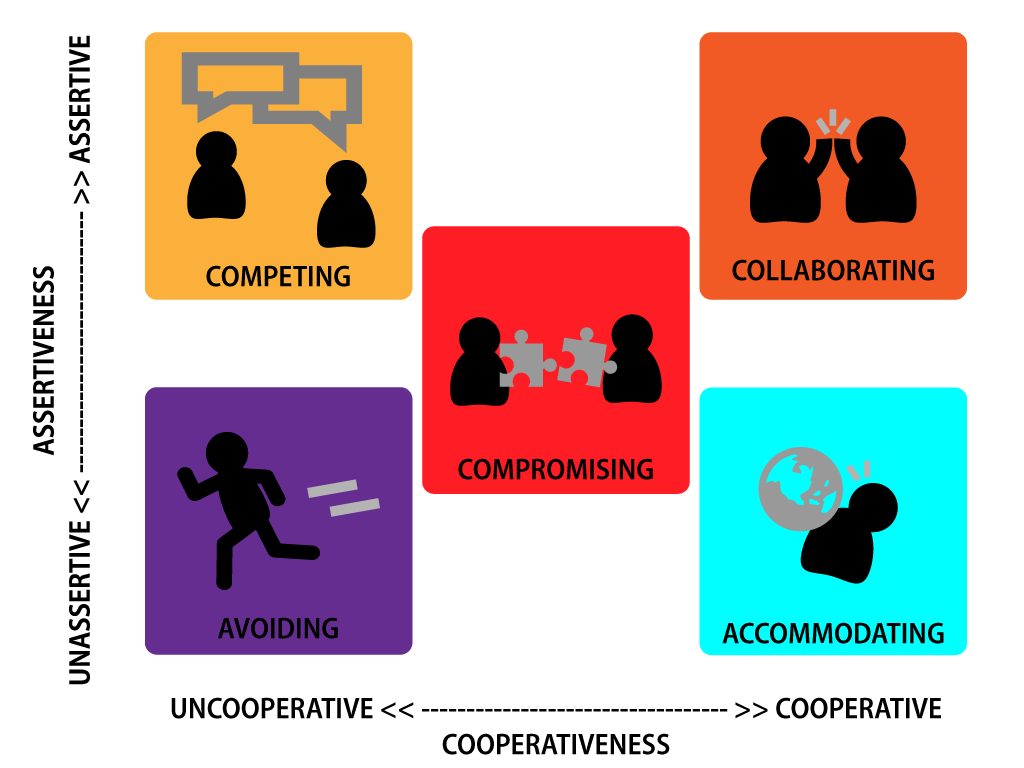 COMPETING
COLLABORATING
COMPROMISING
AVOIDING
ACCOMMODATING
ASSERTIVENESS
UNASSERTIVE << ----------------------------- >> ASSERTIVE
UNCOOPERATIVE << ---------------------------------- >> COOPERATIVE
COOPERATIVENESS